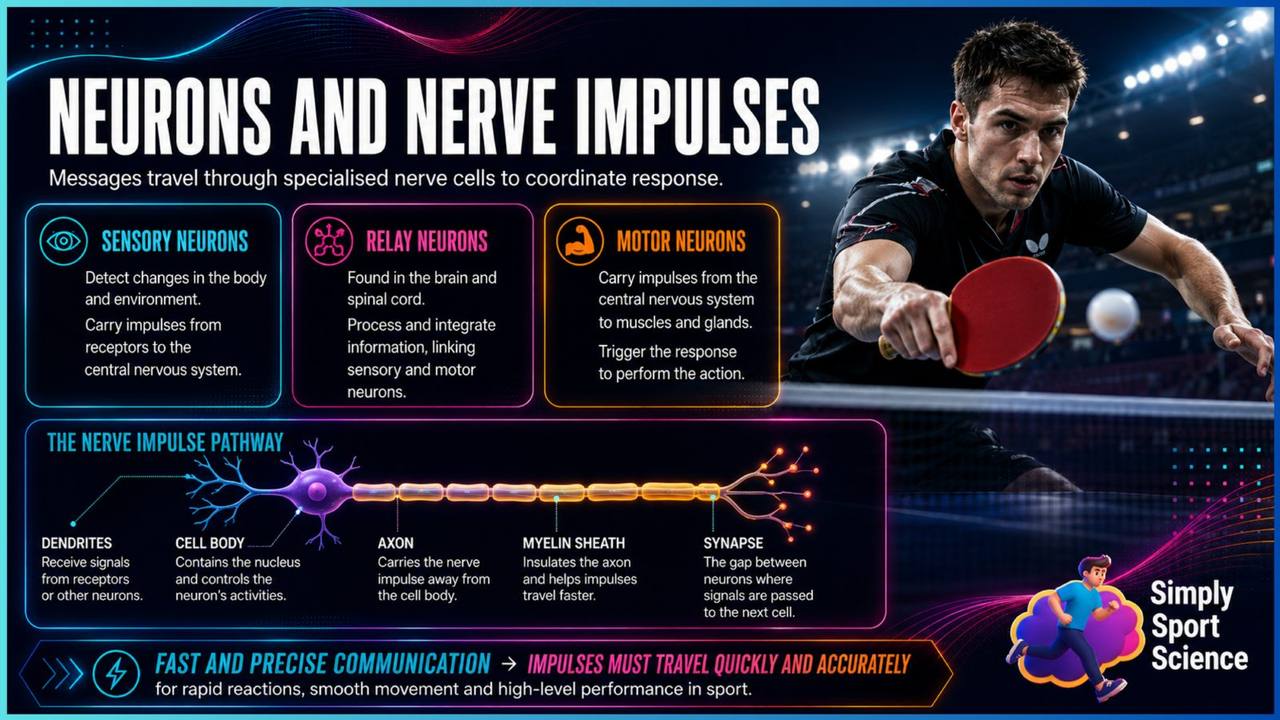 NEURONS AND NERVE IMPULSES
Messages travel through specialised nerve cells to coordinate response.
SENSORY NEURONS
Detect changes in the body
and environment.
Carry impulses from
receptors to the
central nervous system.
RELAY NEURONS
Found in the brain and
spinal cord.
Process and integrate
information, linking
sensory and motor
neurons.
MOTOR NEURONS
Carry impulses from the
central nervous system
to muscles and glands.
Trigger the response
to perform the action.
THE NERVE IMPULSE PATHWAY
DENDRITES
Receive signals
from receptors
or other neurons.
CELL BODY
Contains the nucleus
and controls the
neuron's activities.
AXON
Carries the nerve
impulse away from
the cell body.
MYELIN SHEATH
Insulates the axon
and helps impulses
travel faster.
SYNAPSE
The gap between
neurons where
signals are passed
to the next cell.
FAST AND PRECISE COMMUNICATION → IMPULSES MUST TRAVEL QUICKLY AND ACCURATELY
for rapid reactions, smooth movement and high-level performance in sport.
Simply
Sport
Science